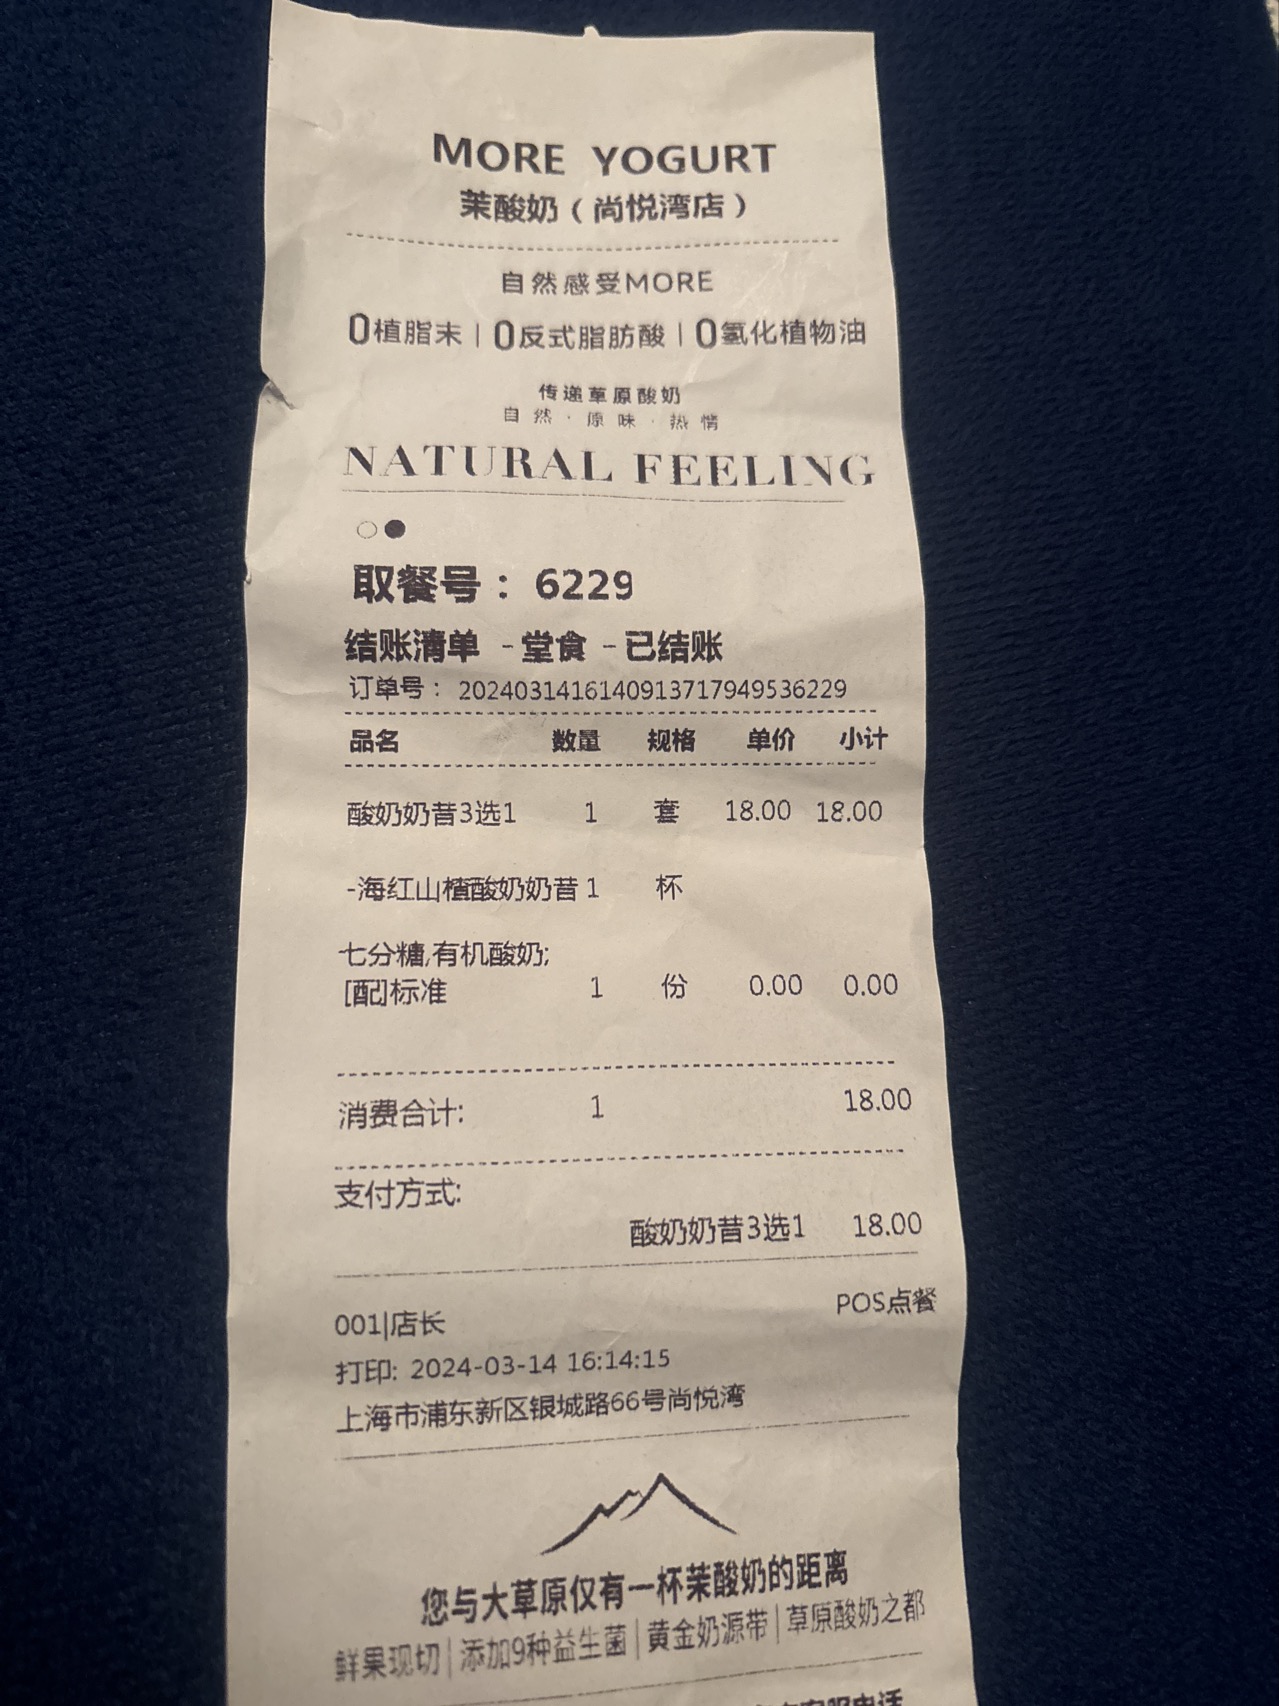 MORE YOGURT
茉酸奶（尚悦湾店）
自然感受MORE
0植脂末 | 0反式脂肪酸 | 0氢化植物油
传递草原酸奶
自然·原味·热情
NATURAL FEELING
取餐号：6229
结账清单 -堂食 -已结账
订单号：20240314161409137179495​36229
品名 数量 规格 单价 小计
酸奶奶昔3选1 1 套 18.00 18.00
-海红山楂酸奶奶昔 1 杯
七分糖,有机酸奶;
[配]标准 1 份 0.00 0.00
消费合计: 1 18.00
支付方式:
酸奶奶昔3选1 18.00
POS点餐
001|店长
打印: 2024-03-14 16:14:15
上海市浦东新区银城路66号尚悦湾
您与大草原仅有一杯茉酸奶的距离
鲜果现切|添加9种益生菌|黄金奶源带|草原酸奶之都